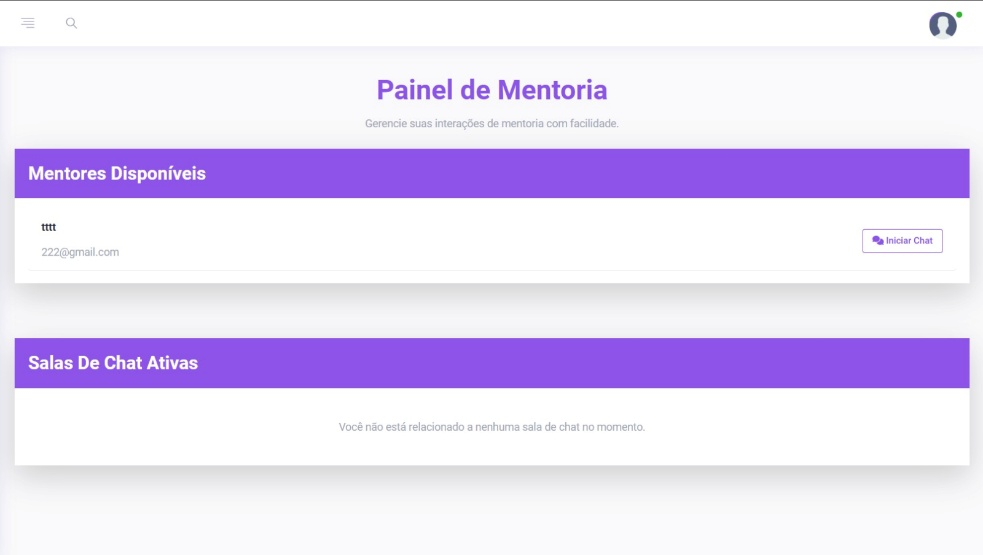 Painel de Mentoria
Gerencie suas interações de mentoria com facilidade.
Mentores Disponíveis
tttt
222@gmail.com
Iniciar Chat
Salas De Chat Ativas
Você não está relacionado a nenhuma sala de chat no momento.